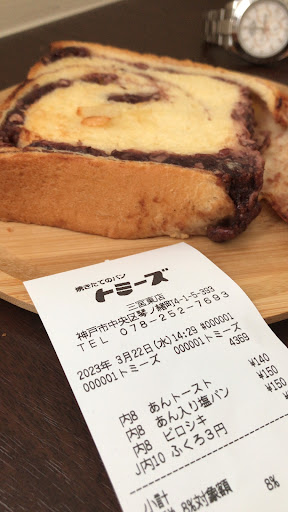 焼きたてのパン
トミーズ
三宮東店
神戸市中央区琴ノ緒町4-1-5-393
TEL 078-252-7693
2023年 3月22日(水)14:29 #000001
000001トミーズ 000001トミーズ
4369
内8 あんトースト ¥140
内8 あん入り塩パン ¥150
内8 ピロシキ ¥150
J内10 ふくろ3円
小計
8%対象額 8%